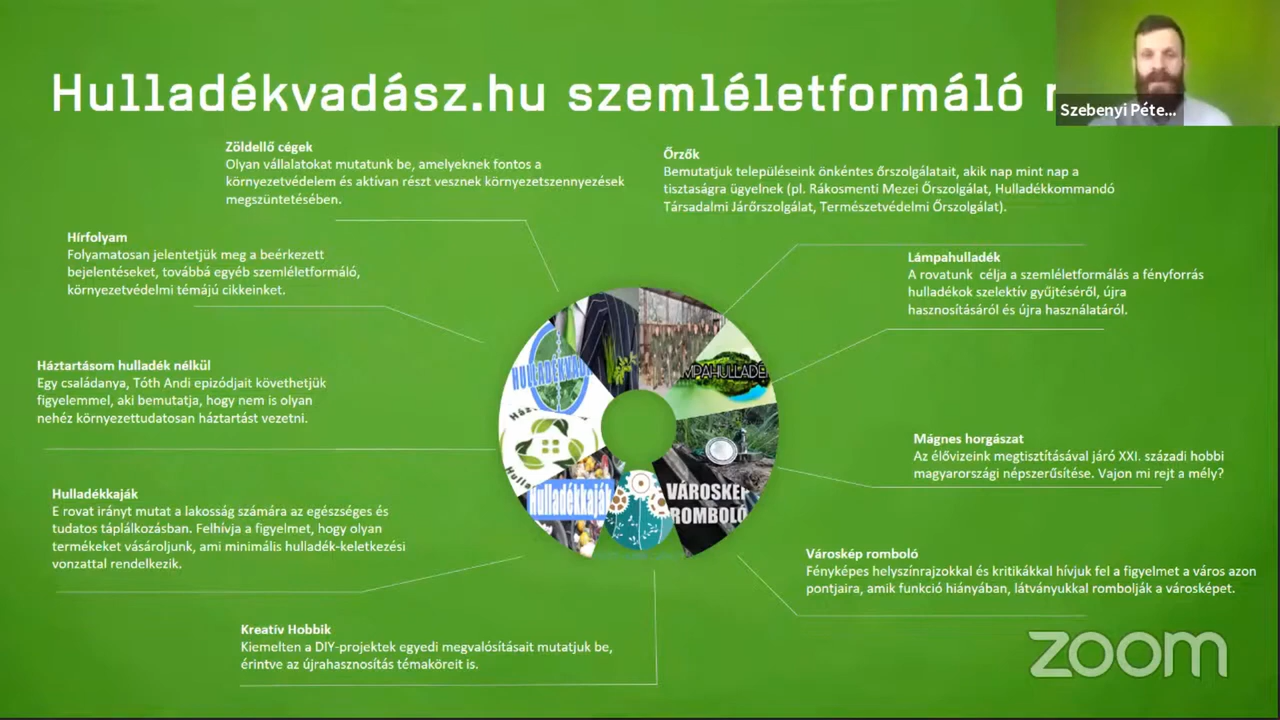 Hulladékvadász.hu szemléletformáló
Szebenyi Péte...
Zöldellő cégek
Olyan vállalatokat mutatunk be, amelyeknek fontos a
környezetvédelem és aktívan részt vesznek környezetszennyezések
megszüntetésében.
Őrzők
Bemutatjuk településeink önkéntes őrszolgálatait, akik nap mint nap a
tisztaságra ügyelnek (pl. Rákosmenti Mezei Őrszolgálat, Hulladékkommandó
Társadalmi Járőrszolgálat, Természetvédelmi Őrszolgálat).
Hírfolyam
Folyamatosan jelentetjük meg a beérkezett
bejelentéseket, továbbá egyéb szemléletformáló,
környezetvédelmi témájú cikkeinket.
Lámpahulladék
A rovatunk célja a szemléletformálás a fényforrás
hulladékok szelektív gyűjtéséről, újra
hasznosításáról és újra használatáról.
Háztartásom hulladék nélkül
Egy családanya, Tóth Andi epizódjait követhetjük
figyelemmel, aki bemutatja, hogy nem is olyan
nehéz környezettudatosan háztartást vezetni.
HULLADÉKVAD
MPAHULLADÉ
Ház
Hulla
Hulladékkaják
VÁROSKÉP
ROMBOLÓ
Mágnes horgászat
Az élővizeink megtisztításával járó XXI. századi hobbi
magyarországi népszerűsítése. Vajon mi rejt a mély?
Hulladékkaják
E rovat irányt mutat a lakosság számára az egészséges és
tudatos táplálkozásban. Felhívja a figyelmet, hogy olyan
termékeket vásároljunk, ami minimális hulladék-keletkezési
vonzattal rendelkezik.
Városkép romboló
Fényképes helyszínrajzokkal és kritikákkal hívjuk fel a figyelmet a város azon
pontjaira, amik funkció hiányában, látványukkal rombolják a városképet.
Kreatív Hobbik
Kiemelten a DIY-projektek egyedi megvalósításait mutatjuk be,
érintve az újrahasznosítás témaköreit is.
zoom